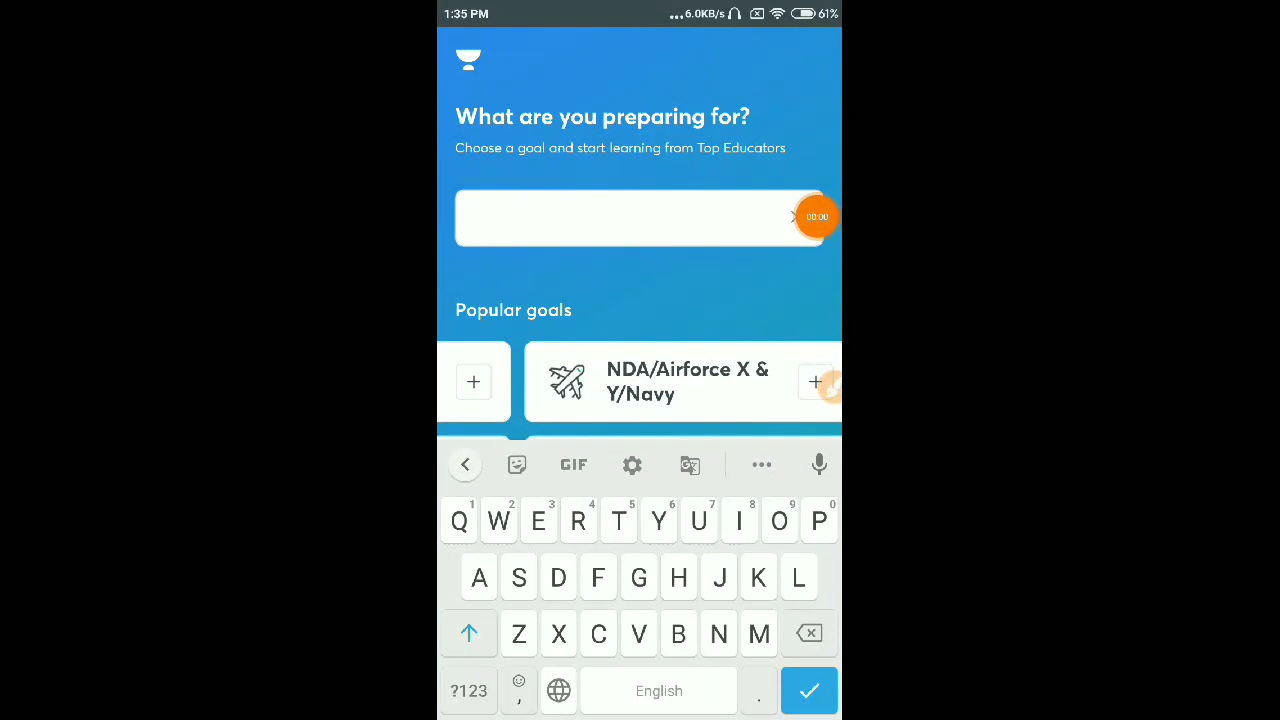 1:35 PM
6.0KB/s
61%
What are you preparing for?
Choose a goal and start learning from Top Educators
00:00
Popular goals
NDA/Airforce X &
Y/Navy
GIF
Q W E R T Y U I O P
1 2 3 4 5 6 7 8 9 0
A S D F G H J K L
Z X C V B N M
?123 , English .